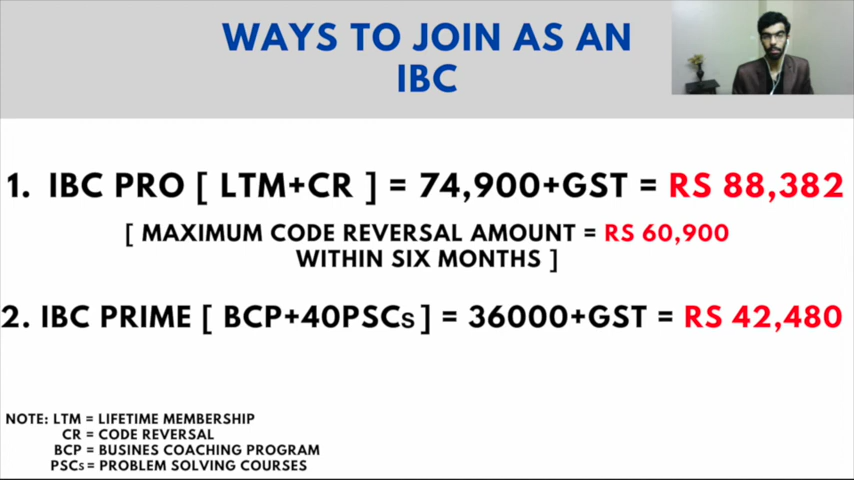 WAYS TO JOIN AS AN
IBC
1. IBC PRO [ LTM+CR ] = 74,900+GST = RS 88,382
[ MAXIMUM CODE REVERSAL AMOUNT = RS 60,900
WITHIN SIX MONTHS ]
2. IBC PRIME [ BCP+40PSCs ] = 36000+GST = RS 42,480
NOTE: LTM = LIFETIME MEMBERSHIP
CR = CODE REVERSAL
BCP = BUSINES COACHING PROGRAM
PSCs = PROBLEM SOLVING COURSES